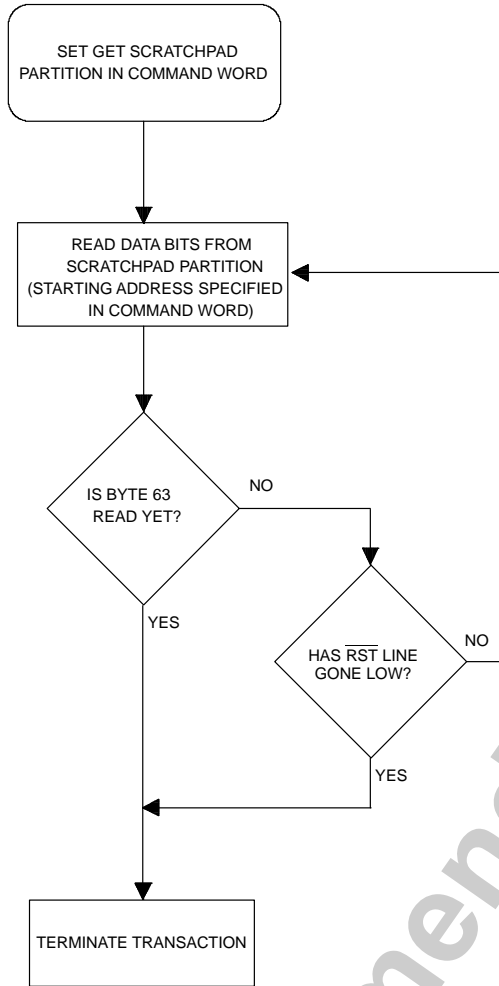 SET GET SCRATCHPAD
PARTITION IN COMMAND WORD
READ DATA BITS FROM
SCRATCHPAD PARTITION
(STARTING ADDRESS SPECIFIED
IN COMMAND WORD)
IS BYTE 63
READ YET?
NO
YES
HAS R̅S̅T̅ LINE
GONE LOW?
NO
YES
TERMINATE TRANSACTION